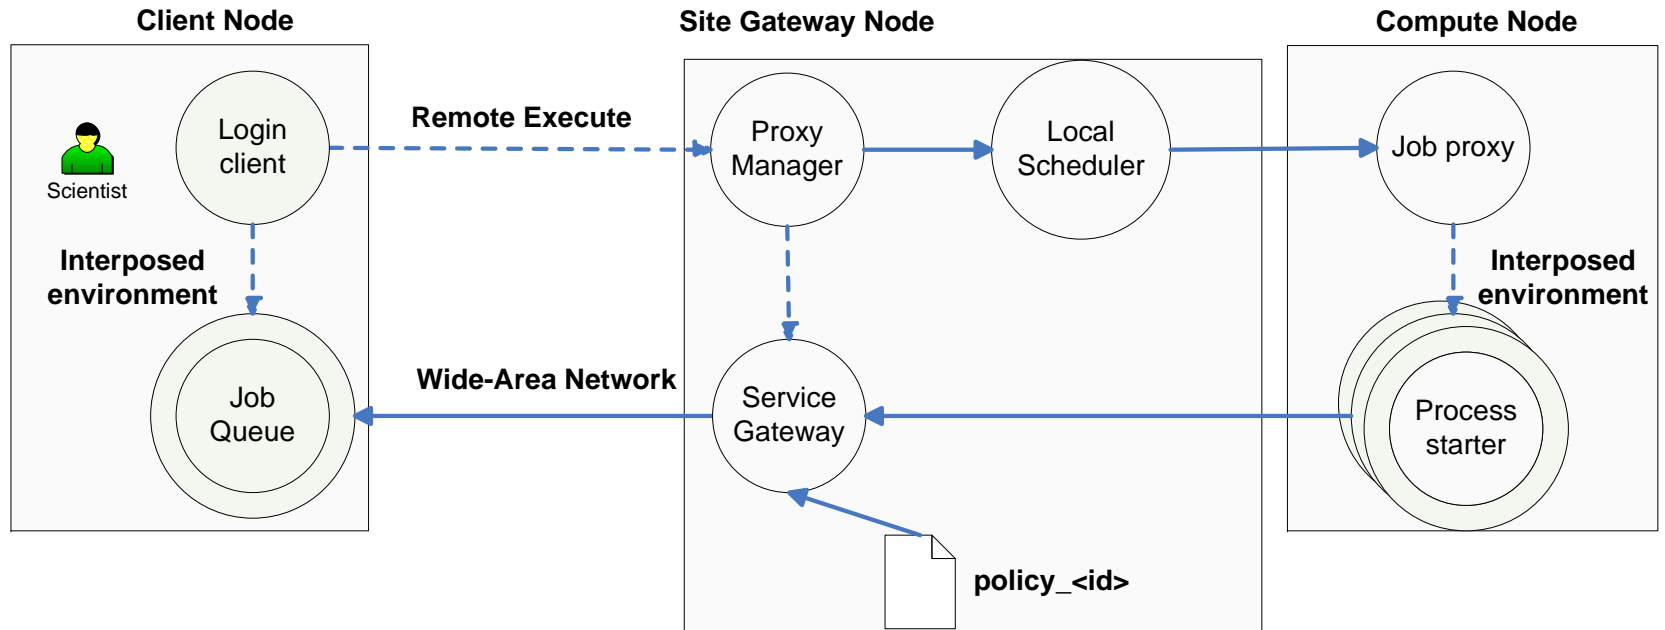 Client Node
Site Gateway Node
Compute Node
Login
client
Scientist
Remote Execute
Proxy
Manager
Local
Scheduler
Job proxy
Interposed
environment
Interposed
environment
Job
Queue
Wide-Area Network
Service
Gateway
Process
starter
policy_<id>